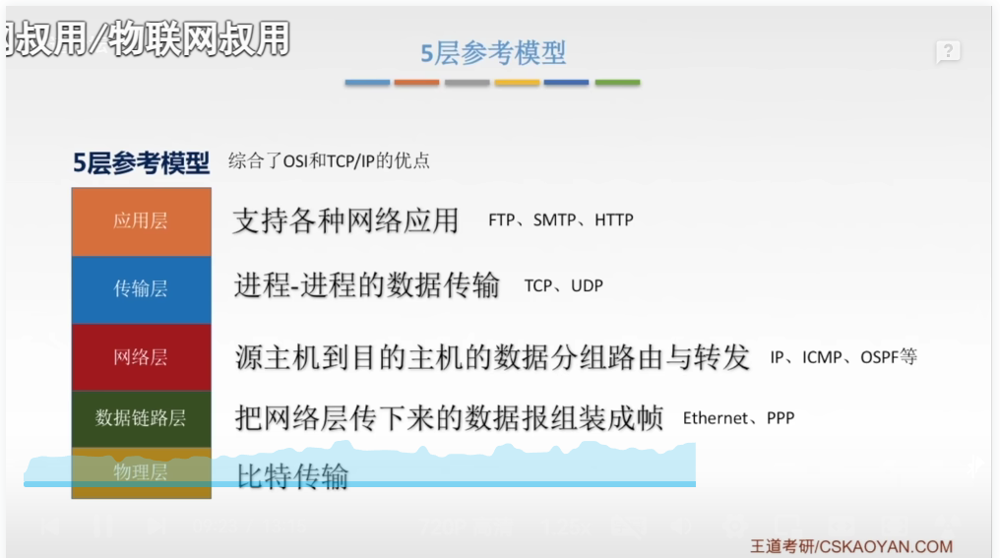 网叔用/物联网叔用
5层参考模型
?
5层参考模型 综合了OSI和TCP/IP的优点
应用层 支持各种网络应用 FTP、SMTP、HTTP
传输层 进程-进程的数据传输 TCP、UDP
网络层 源主机到目的主机的数据分组路由与转发 IP、ICMP、OSPF等
数据链路层 把网络层传下来的数据报组装成帧 Ethernet、PPP
物理层 比特传输
王道考研/CSKAOYAN.COM